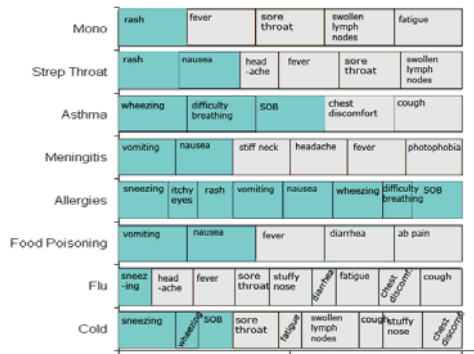 Mono rash fever sore throat swollen lymph nodes fatigue
Strep Throat rash nausea head -ache fever sore throat swollen lymph nodes
Asthma wheezing difficulty breathing SOB chest discomfort cough
Meningitis vomiting nausea stiff neck headache fever photophobia
Allergies sneezing itchy eyes rash vomiting nausea wheezing difficulty breathing SOB
Food Poisoning vomiting nausea fever diarrhea ab pain
Flu sneez -ing head -ache fever sore throat stuffy nose diarrhea fatigue chest discomf. cough
Cold sneezing wheezing SOB sore throat fatigue swollen lymph nodes cough stuffy nose chest discomf